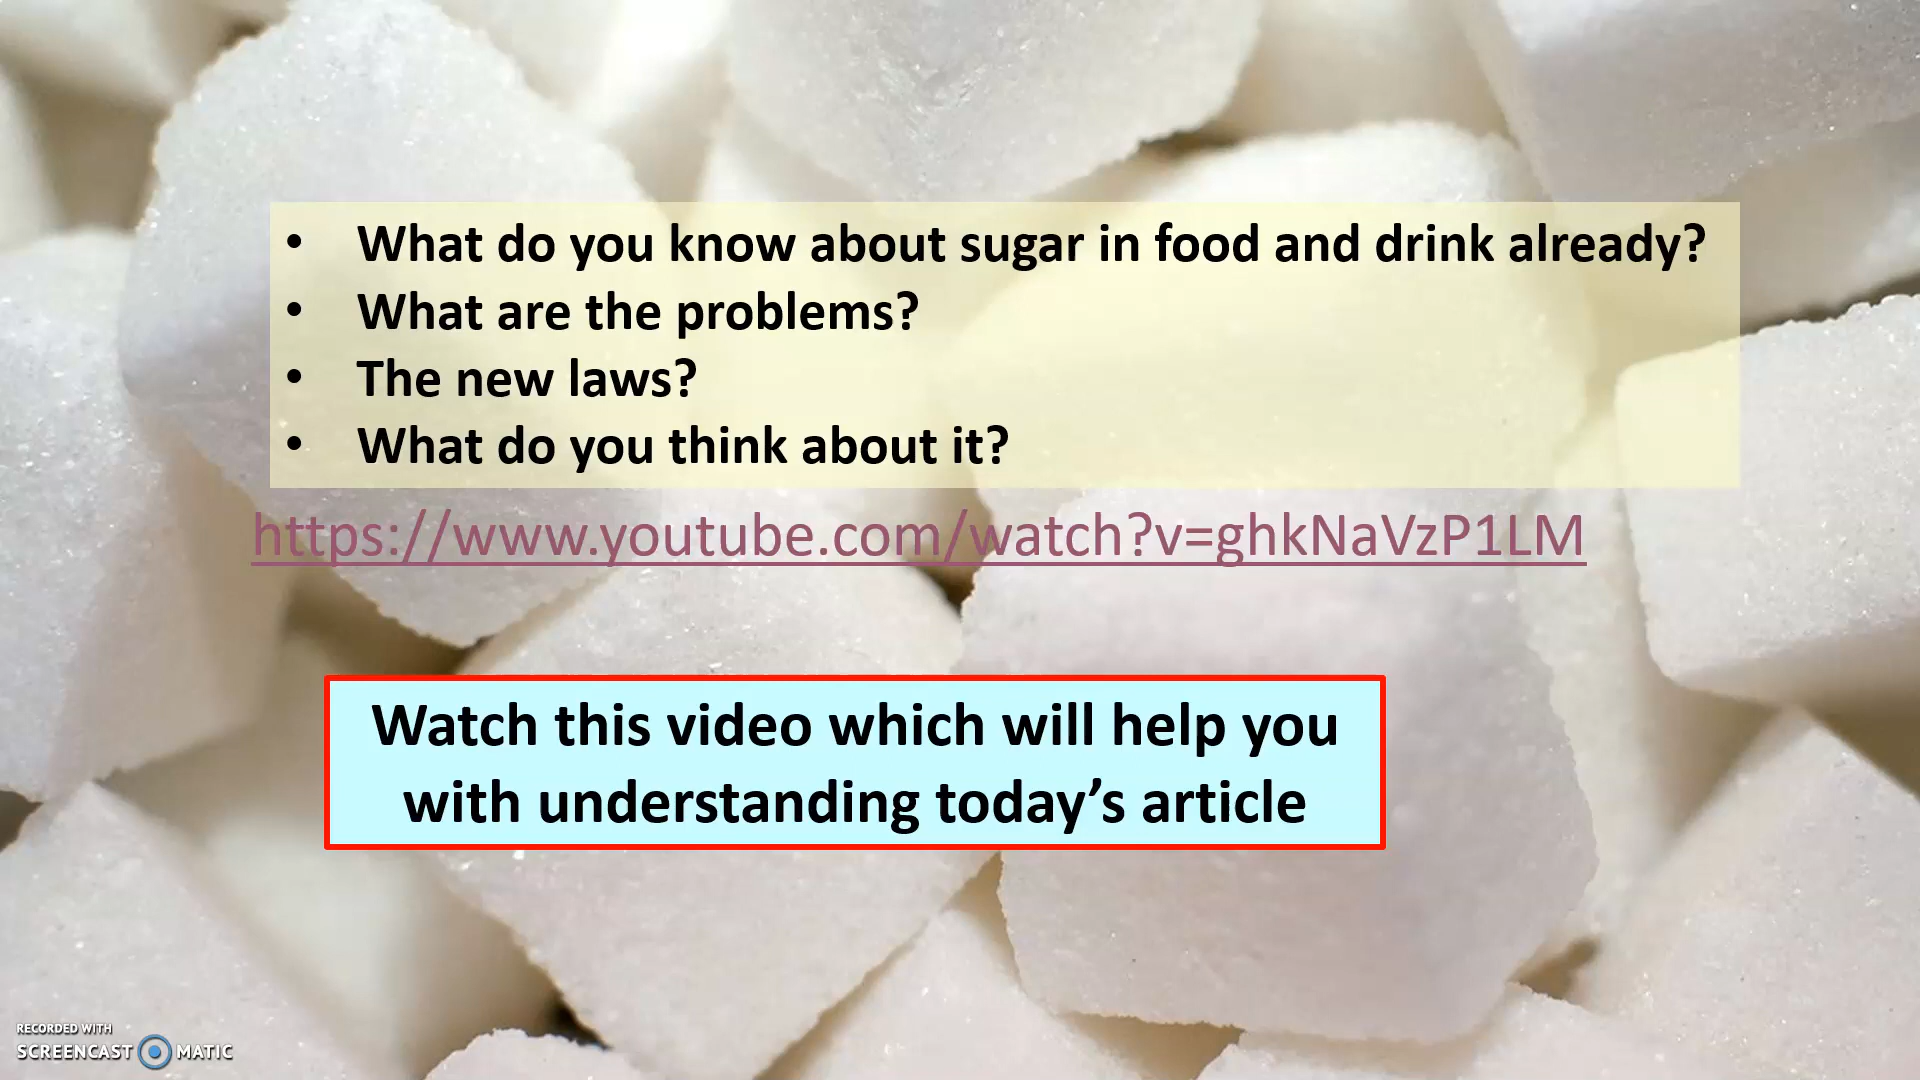 • What do you know about sugar in food and drink already?
• What are the problems?
• The new laws?
• What do you think about it?
https://www.youtube.com/watch?v=ghkNaVzP1LM
Watch this video which will help you
with understanding today’s article
RECORDED WITH
SCREENCAST MATIC